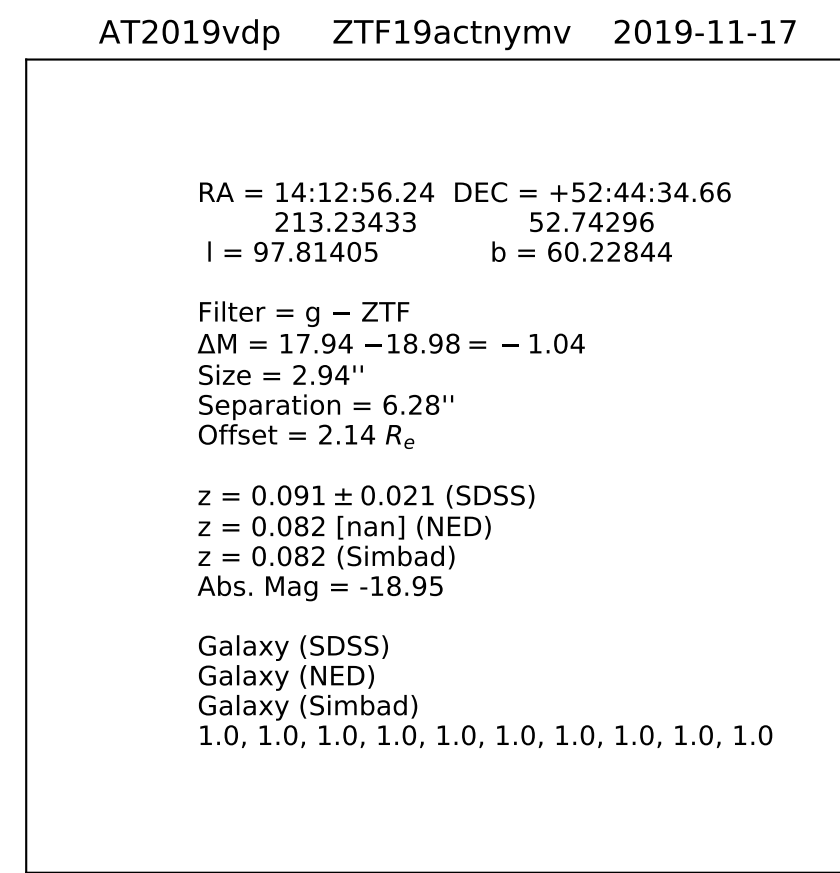 AT2019vdp ZTF19actnymv 2019-11-17
RA = 14:12:56.24 DEC = +52:44:34.66
213.23433 52.74296
l = 97.81405 b = 60.22844
Filter = g − ZTF
ΔM = 17.94 −18.98 = − 1.04
Size = 2.94''
Separation = 6.28''
Offset = 2.14 Rₑ
z = 0.091 ± 0.021 (SDSS)
z = 0.082 [nan] (NED)
z = 0.082 (Simbad)
Abs. Mag = -18.95
Galaxy (SDSS)
Galaxy (NED)
Galaxy (Simbad)
1.0, 1.0, 1.0, 1.0, 1.0, 1.0, 1.0, 1.0, 1.0, 1.0